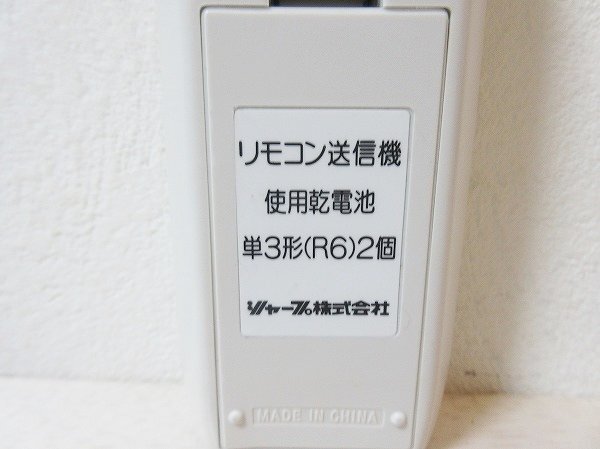 リモコン送信機
使用乾電池
単3形(R6)2個
シャープ株式会社
MADE IN CHINA